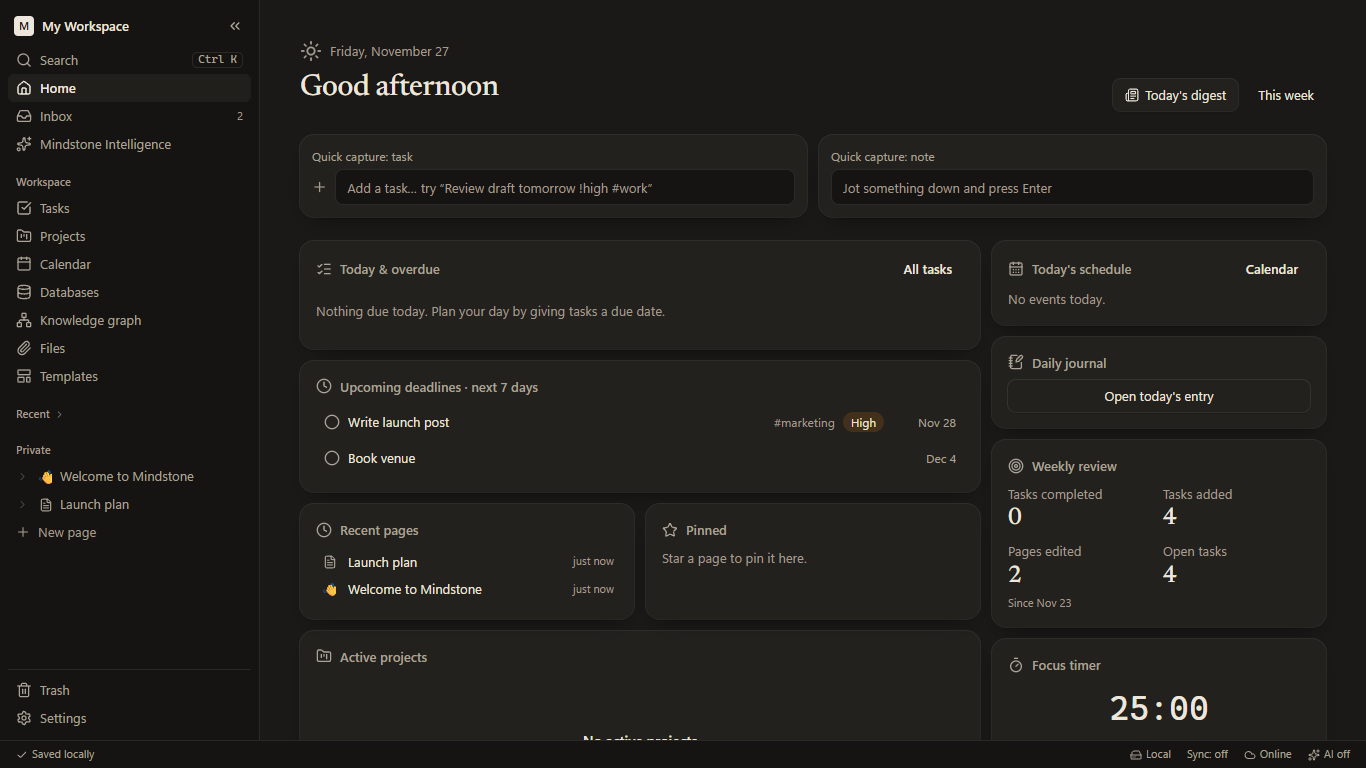 M My Workspace
Search Ctrl K
Home
Inbox 2
Mindstone Intelligence
Workspace
Tasks
Projects
Calendar
Databases
Knowledge graph
Files
Templates
Recent
Private
Welcome to Mindstone
Launch plan
New page
Trash
Settings
Friday, November 27
Good afternoon
Today's digest This week
Quick capture: task
Add a task… try “Review draft tomorrow !high #work”
Quick capture: note
Jot something down and press Enter
Today & overdue All tasks
Nothing due today. Plan your day by giving tasks a due date.
Upcoming deadlines · next 7 days
Write launch post #marketing High Nov 28
Book venue Dec 4
Recent pages
Launch plan just now
Welcome to Mindstone just now
Pinned
Star a page to pin it here.
Active projects
No active projects
Today's schedule Calendar
No events today.
Daily journal
Open today's entry
Weekly review
Tasks completed Tasks added
0 4
Pages edited Open tasks
2 4
Since Nov 23
Focus timer
25:00
Saved locally Local Sync: off Online AI off